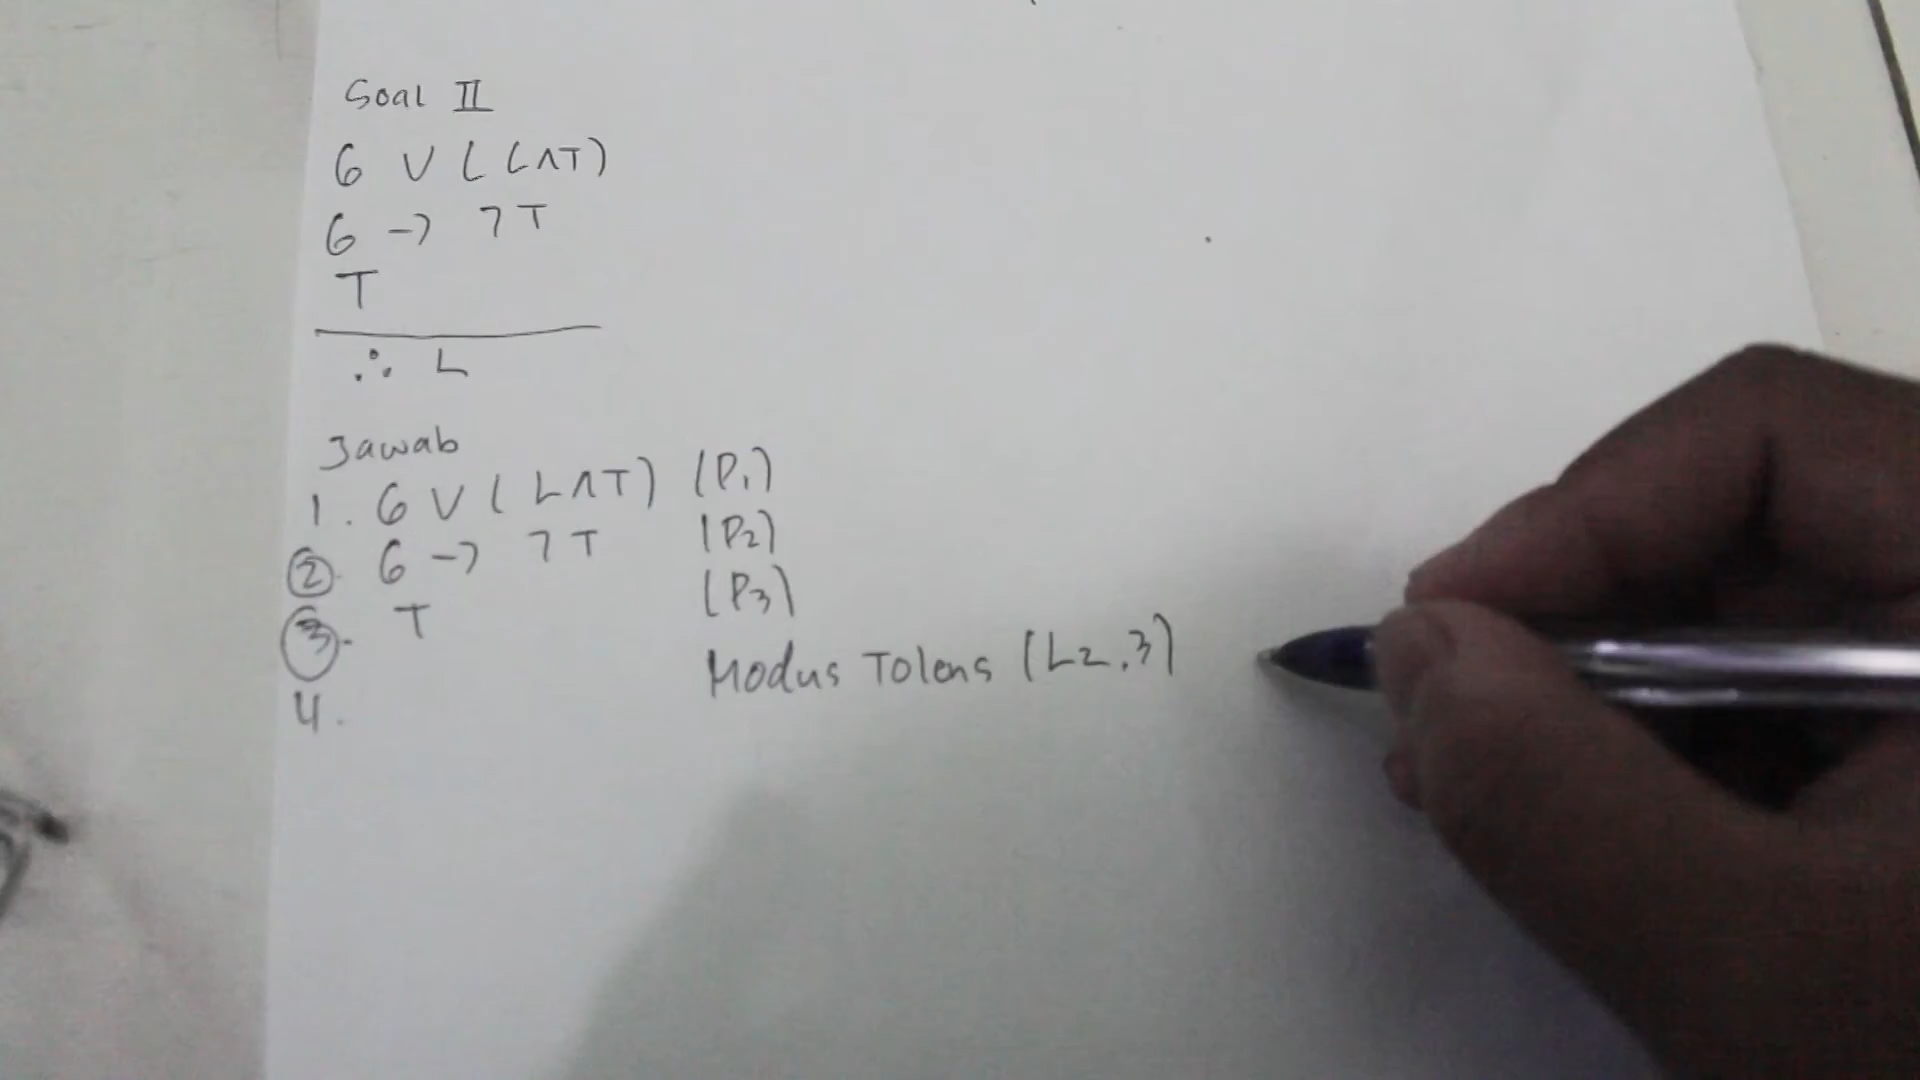 Soal II
G ∨ (L∧T)
G → ¬T
T
∴ L
Jawab
1. G ∨ (L∧T) (P1)
2. G → ¬T (P2)
3. T (P3)
4. Modus Tolens (L2,3)